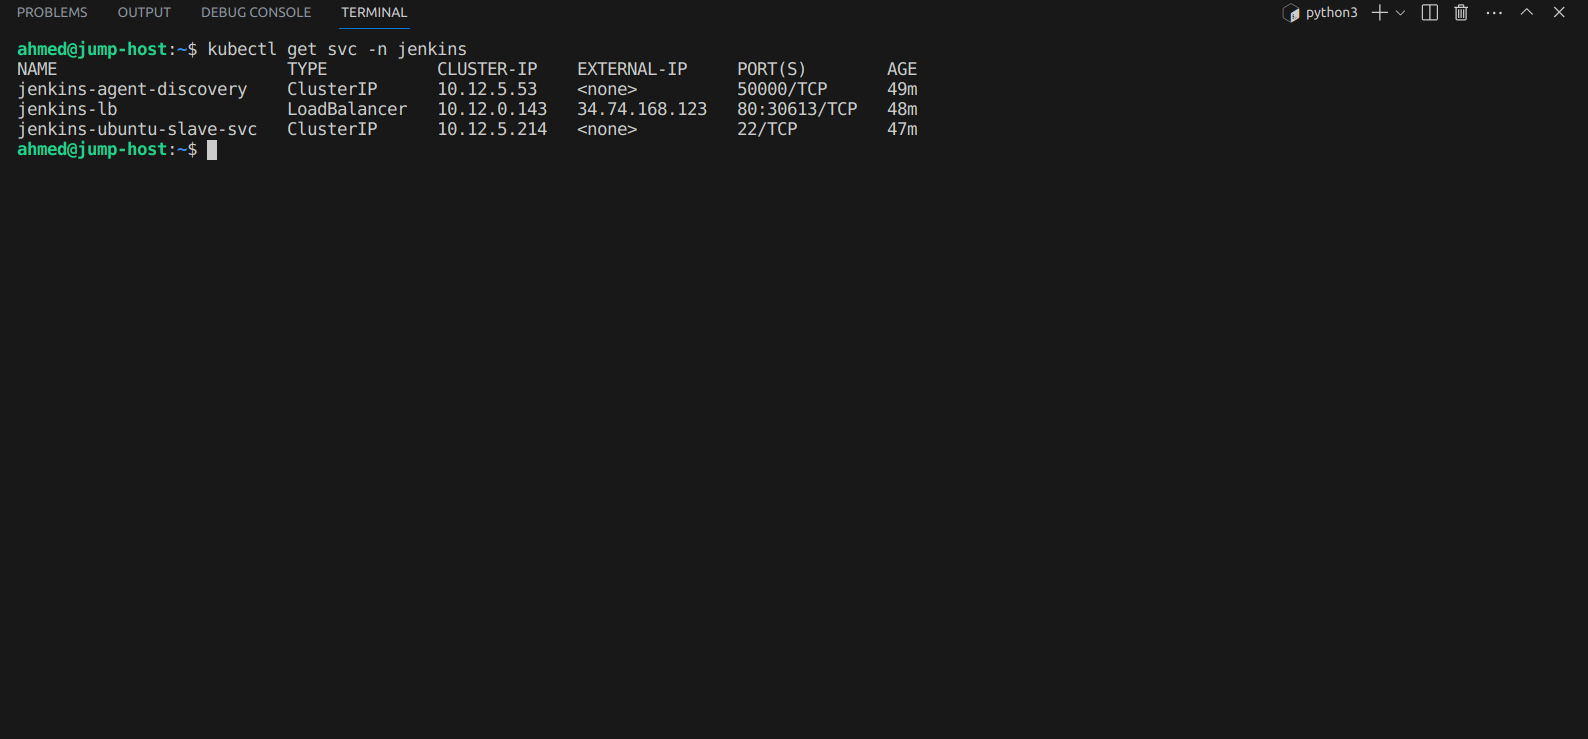 PROBLEMS OUTPUT DEBUG CONSOLE TERMINAL python3
ahmed@jump-host:~$ kubectl get svc -n jenkins
NAME TYPE CLUSTER-IP EXTERNAL-IP PORT(S) AGE
jenkins-agent-discovery ClusterIP 10.12.5.53 <none> 50000/TCP 49m
jenkins-lb LoadBalancer 10.12.0.143 34.74.168.123 80:30613/TCP 48m
jenkins-ubuntu-slave-svc ClusterIP 10.12.5.214 <none> 22/TCP 47m
ahmed@jump-host:~$